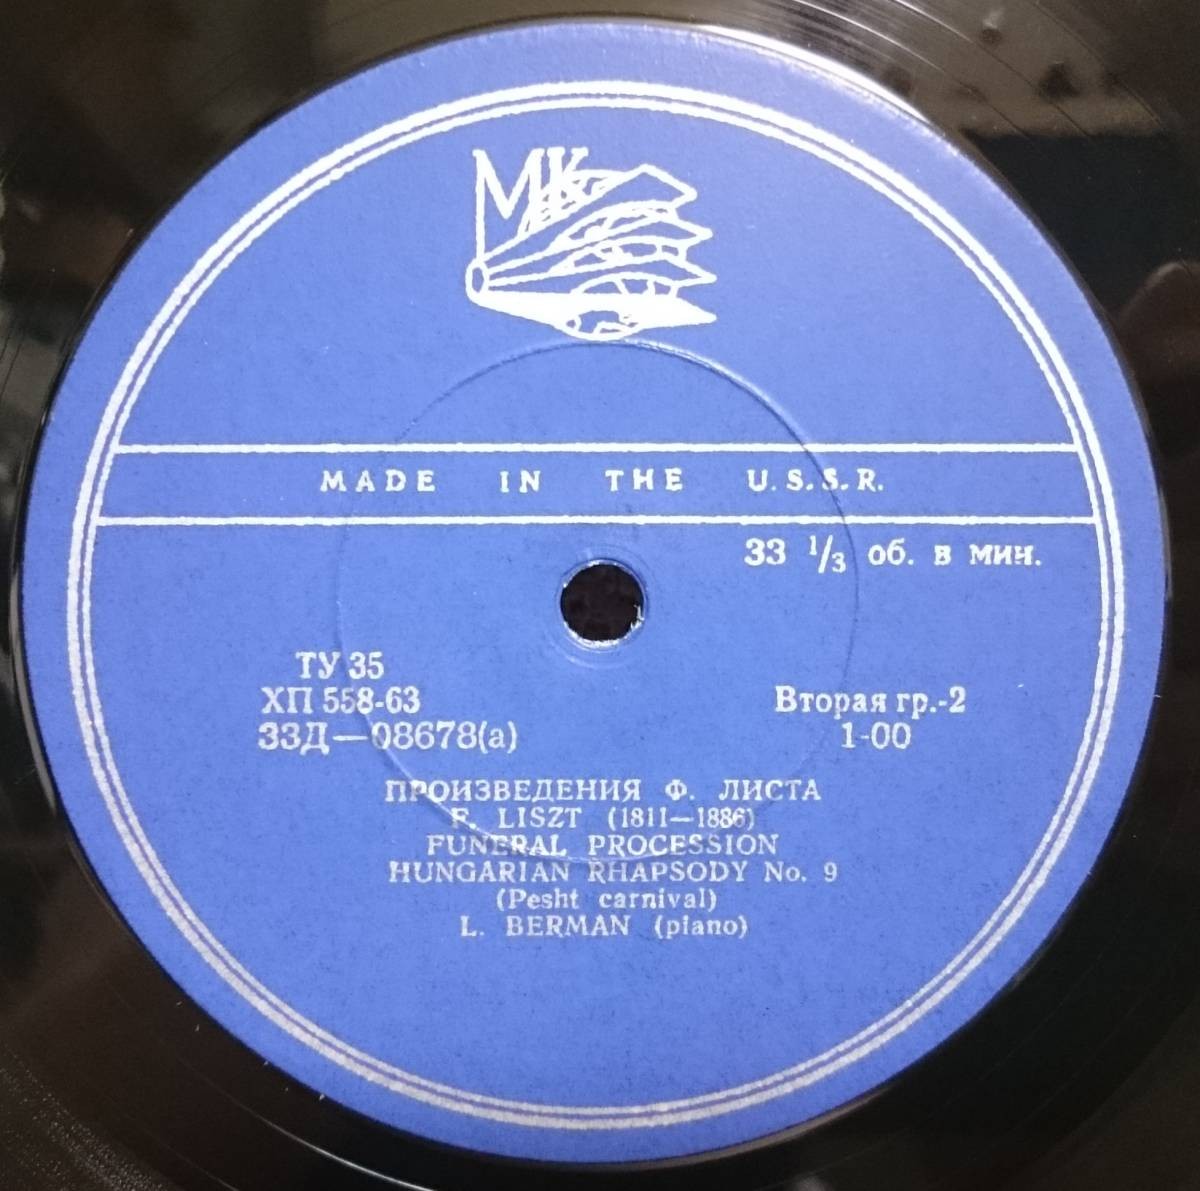 МК
MADE IN THE U.S.S.R.
33 1/3 об. в мин.
ТУ 35
ХП 558-63
33Д—08678(а)
Вторая гр.-2
1-00
ПРОИЗВЕДЕНИЯ Ф. ЛИСТА
F. LISZT (1811—1886)
FUNERAL PROCESSION
HUNGARIAN RHAPSODY No. 9
(Pesht carnival)
L. BERMAN (piano)